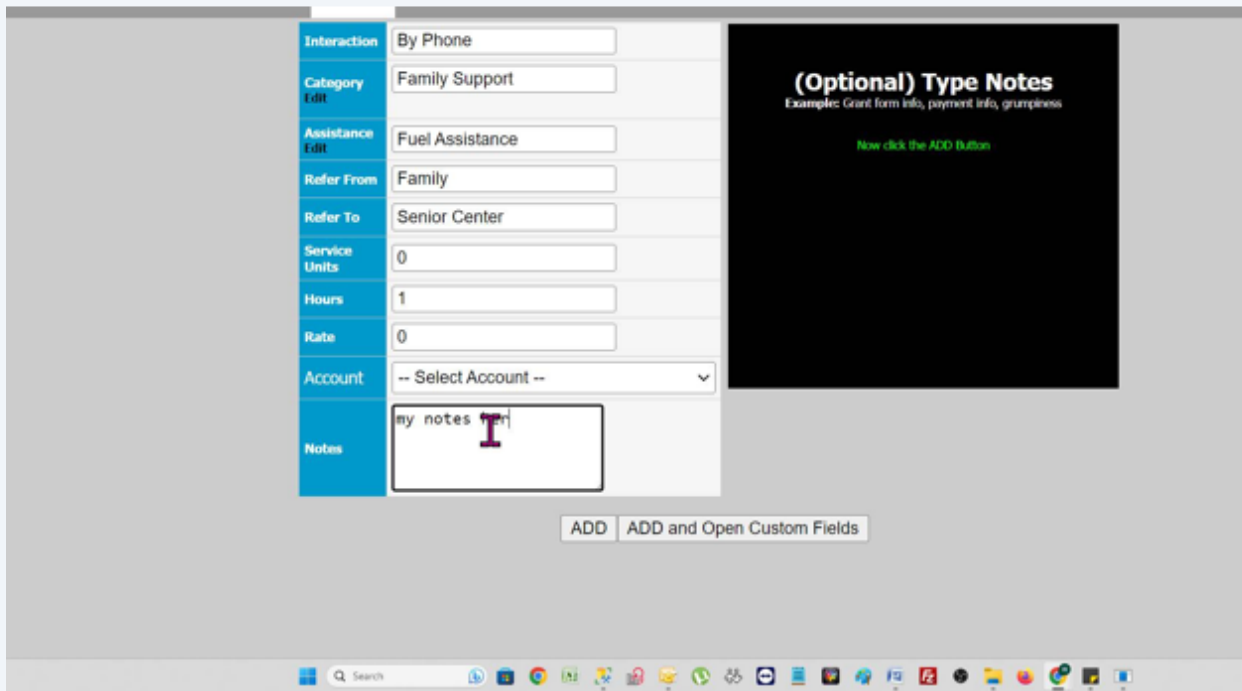 Interaction
By Phone
Category
Edit
Family Support
Assistance
Edit
Fuel Assistance
Refer From
Family
Refer To
Senior Center
Service
Units
0
Hours
1
Rate
0
Account
-- Select Account --
Notes
my notes
ADD
ADD and Open Custom Fields
(Optional) Type Notes
Example: Grant form info, payment info, grumpiness
Now click the ADD Button
Search